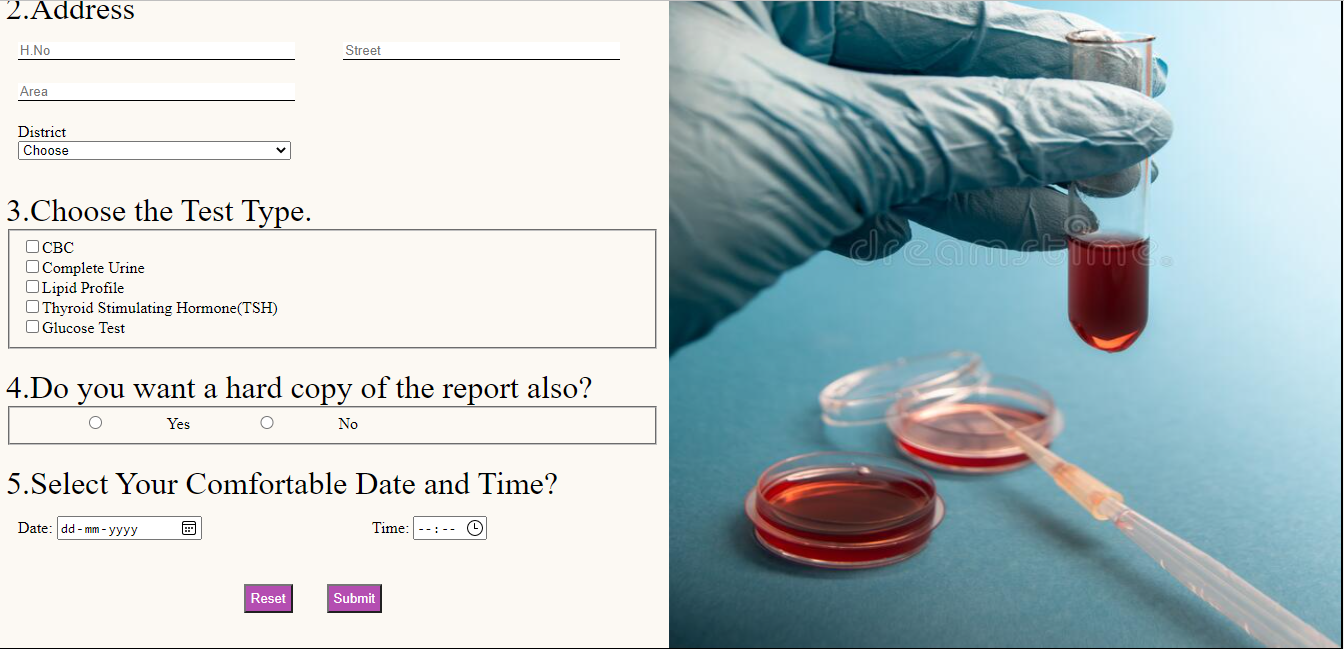 2.Address
H.No
Street
Area
District
Choose
3.Choose the Test Type.
CBC
Complete Urine
Lipid Profile
Thyroid Stimulating Hormone(TSH)
Glucose Test
4.Do you want a hard copy of the report also?
Yes No
5.Select Your Comfortable Date and Time?
Date: dd-mm-yyyy Time: --:--
Reset Submit
dreamstime.